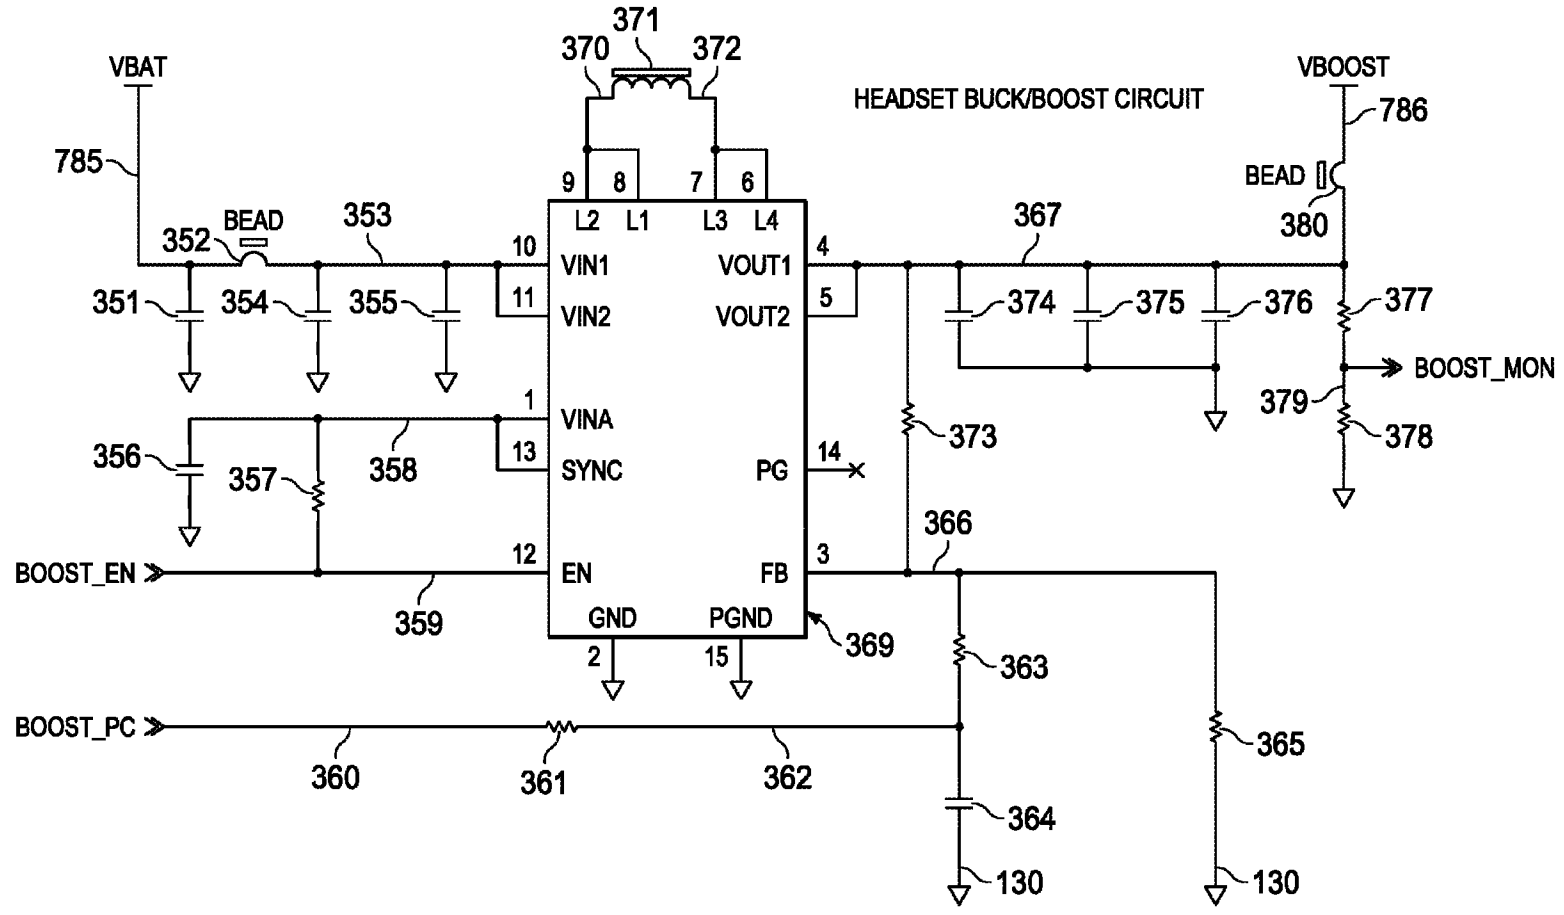 371
370
372
VBAT
HEADSET BUCK/BOOST CIRCUIT
VBOOST
786
785
BEAD
380
9 8 7 6
L2 L1 L3 L4
BEAD
352
353
367
10 VIN1
VOUT1 4
11 VIN2
VOUT2 5
351
354
355
374
375
376
377
BOOST_MON
379
378
1 VINA
13 SYNC
PG 14
356
357
358
373
366
BOOST_EN
12 EN
FB 3
359
GND
PGND
2
15
369
363
BOOST_PC
360
361
362
365
364
130
130